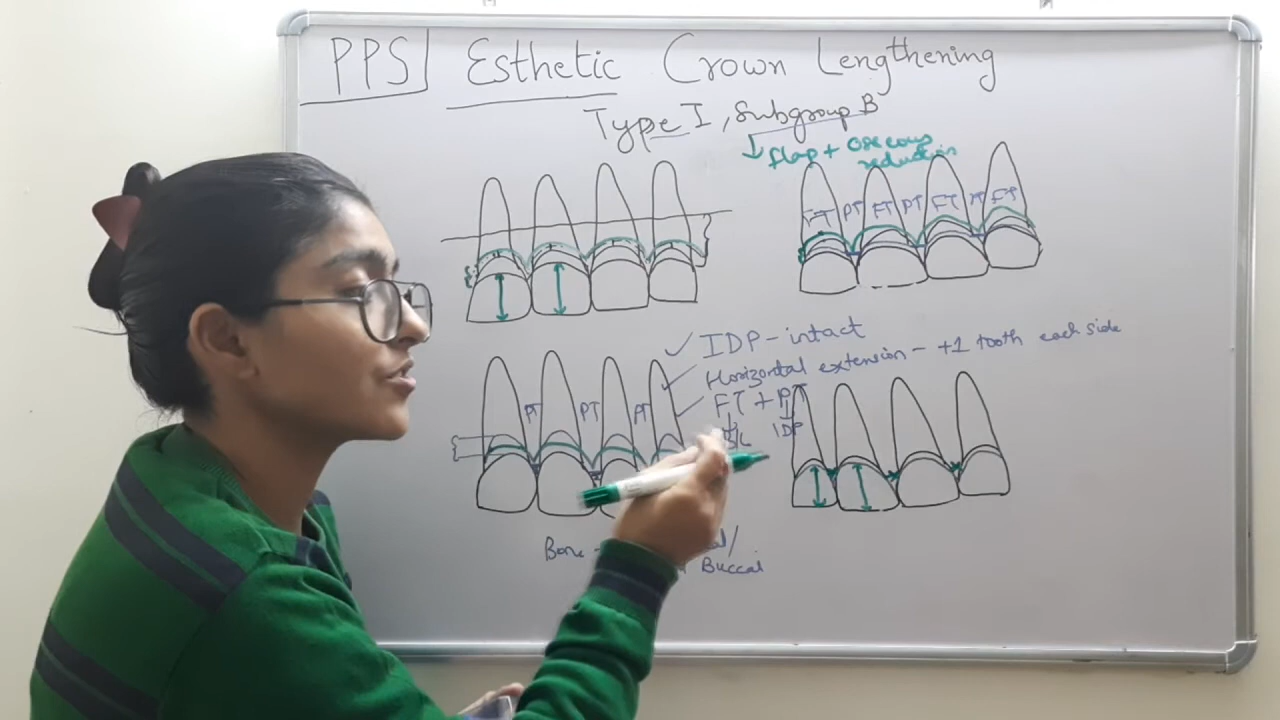 PPS Esthetic Crown Lengthening
Type I, Subgroup B
flap + osseous
reduction
FT PT FT PT FT PT FT
IDP - intact
Horizontal extension - +1 tooth each side
FT + PT
IDP
PT PT PT
Bone -
Buccal